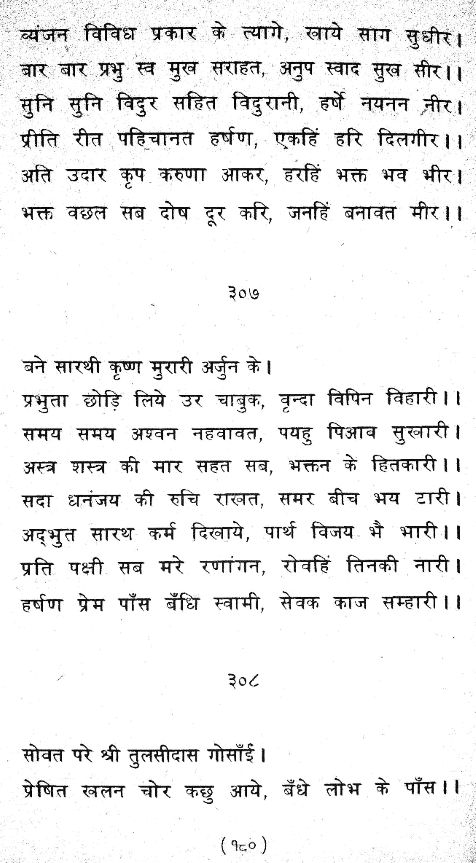 व्यंजन विविध प्रकार के त्यागे, खाये साग सुधीर।
बार बार प्रभु स्व मुख सराहत, अनुप स्वाद सुख सीर।।
सुनि सुनि विदुर सहित विदुरानी, हर्षे नयनन नीर।
प्रीति रीत पहिचानत हर्षण, एकहिं हरि दिलगीर।।
अति उदार कृप करुणा आकर, हरहिं भक्त भव भीर।
भक्त वछल सब दोष दूर करि, जनहिं बनावत मीर।।
३०७
बने सारथी कृष्ण मुरारी अर्जुन के।
प्रभुता छोड़ि लिये उर चाबुक, वृन्दा विपिन विहारी।।
समय समय अश्वन नहवावत, पयहु पिआव सुखारी।
अस्त्र शस्त्र की मार सहत सब, भक्तन के हितकारी।।
सदा धनंजय की रुचि राखत, समर बीच भय टारी।
अद्भुत सारथ कर्म दिखाये, पार्थ विजय भै भारी।।
प्रति पक्षी सब मरे रणांगन, रोवहिं तिनकी नारी।
हर्षण प्रेम पाँस बँधि स्वामी, सेवक काज सम्हारी।।
३०८
सोवत परे श्री तुलसीदास गोसाँई।
प्रेषित खलन चोर कछु आये, बँधे लोभ के पाँस।।
(१८०)